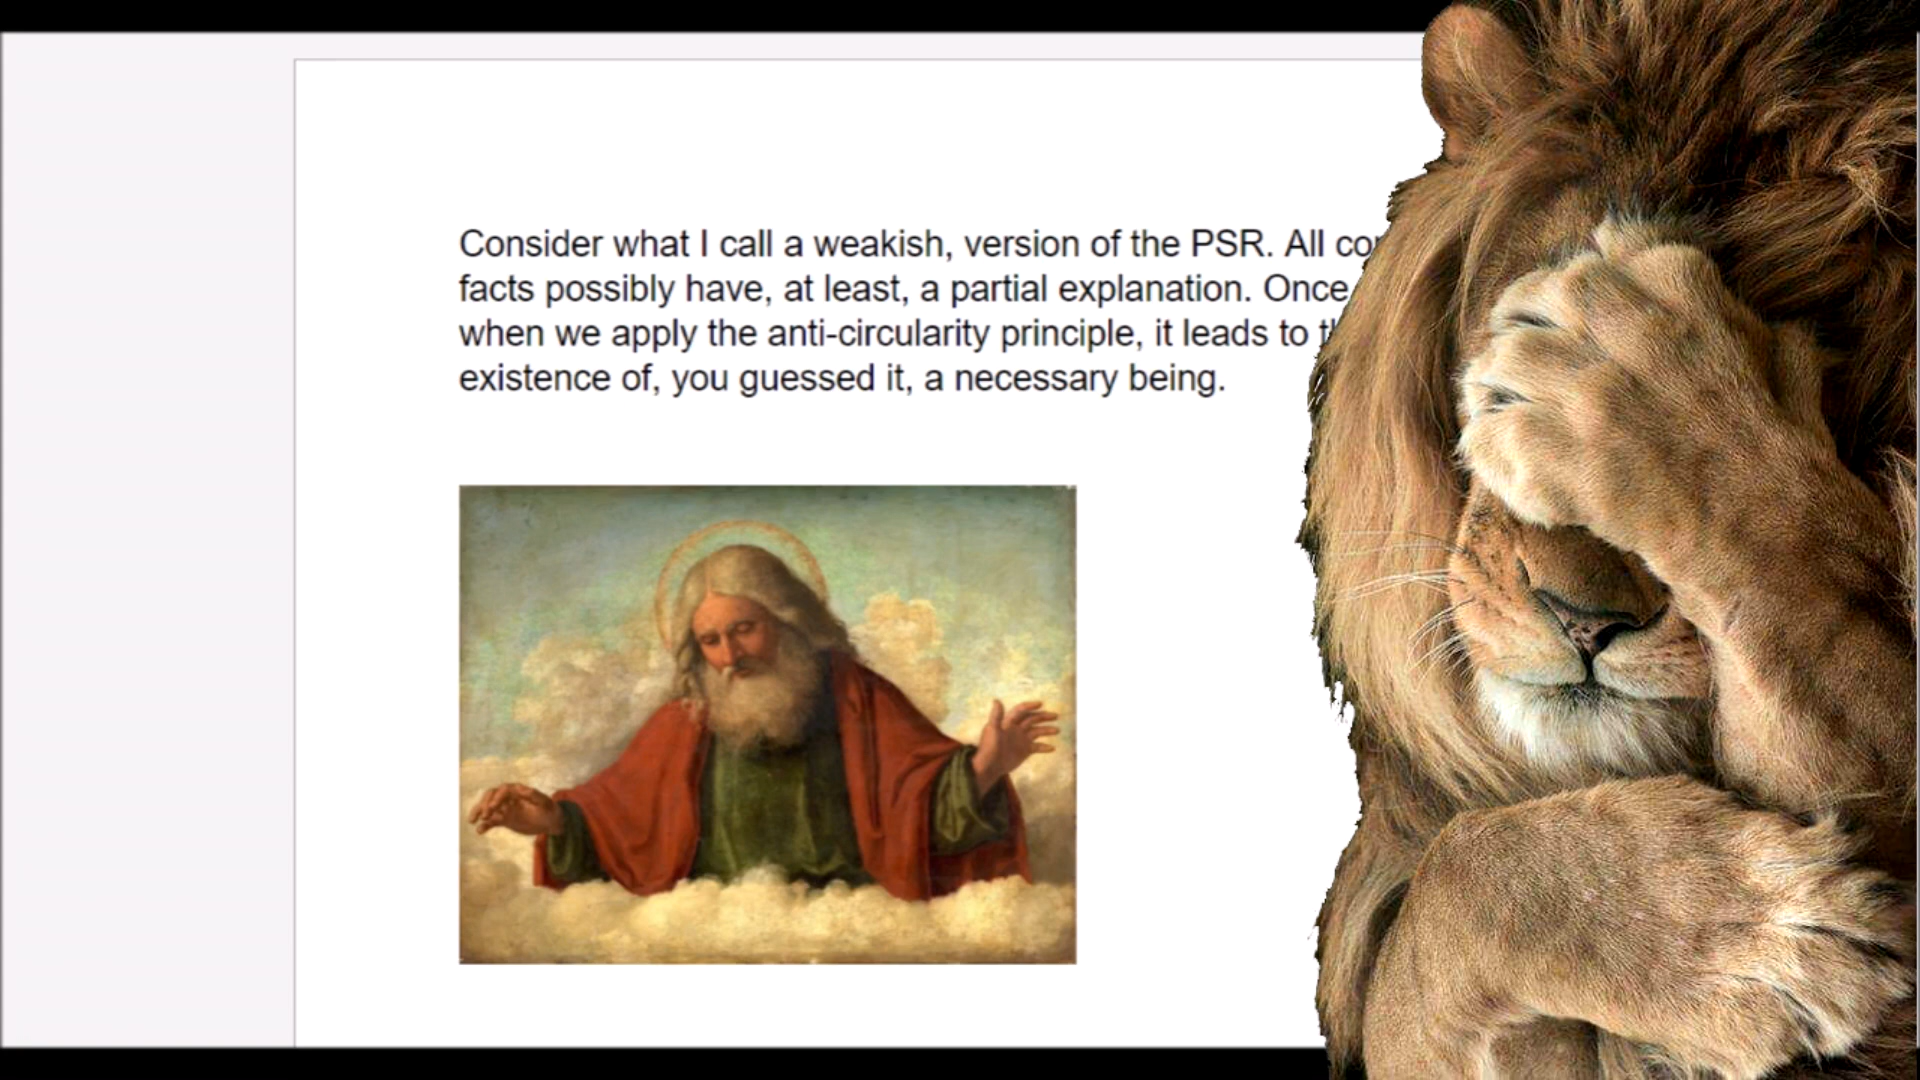 Consider what I call a weakish, version of the PSR. All
facts possibly have, at least, a partial explanation. Once
when we apply the anti-circularity principle, it leads to
existence of, you guessed it, a necessary being.